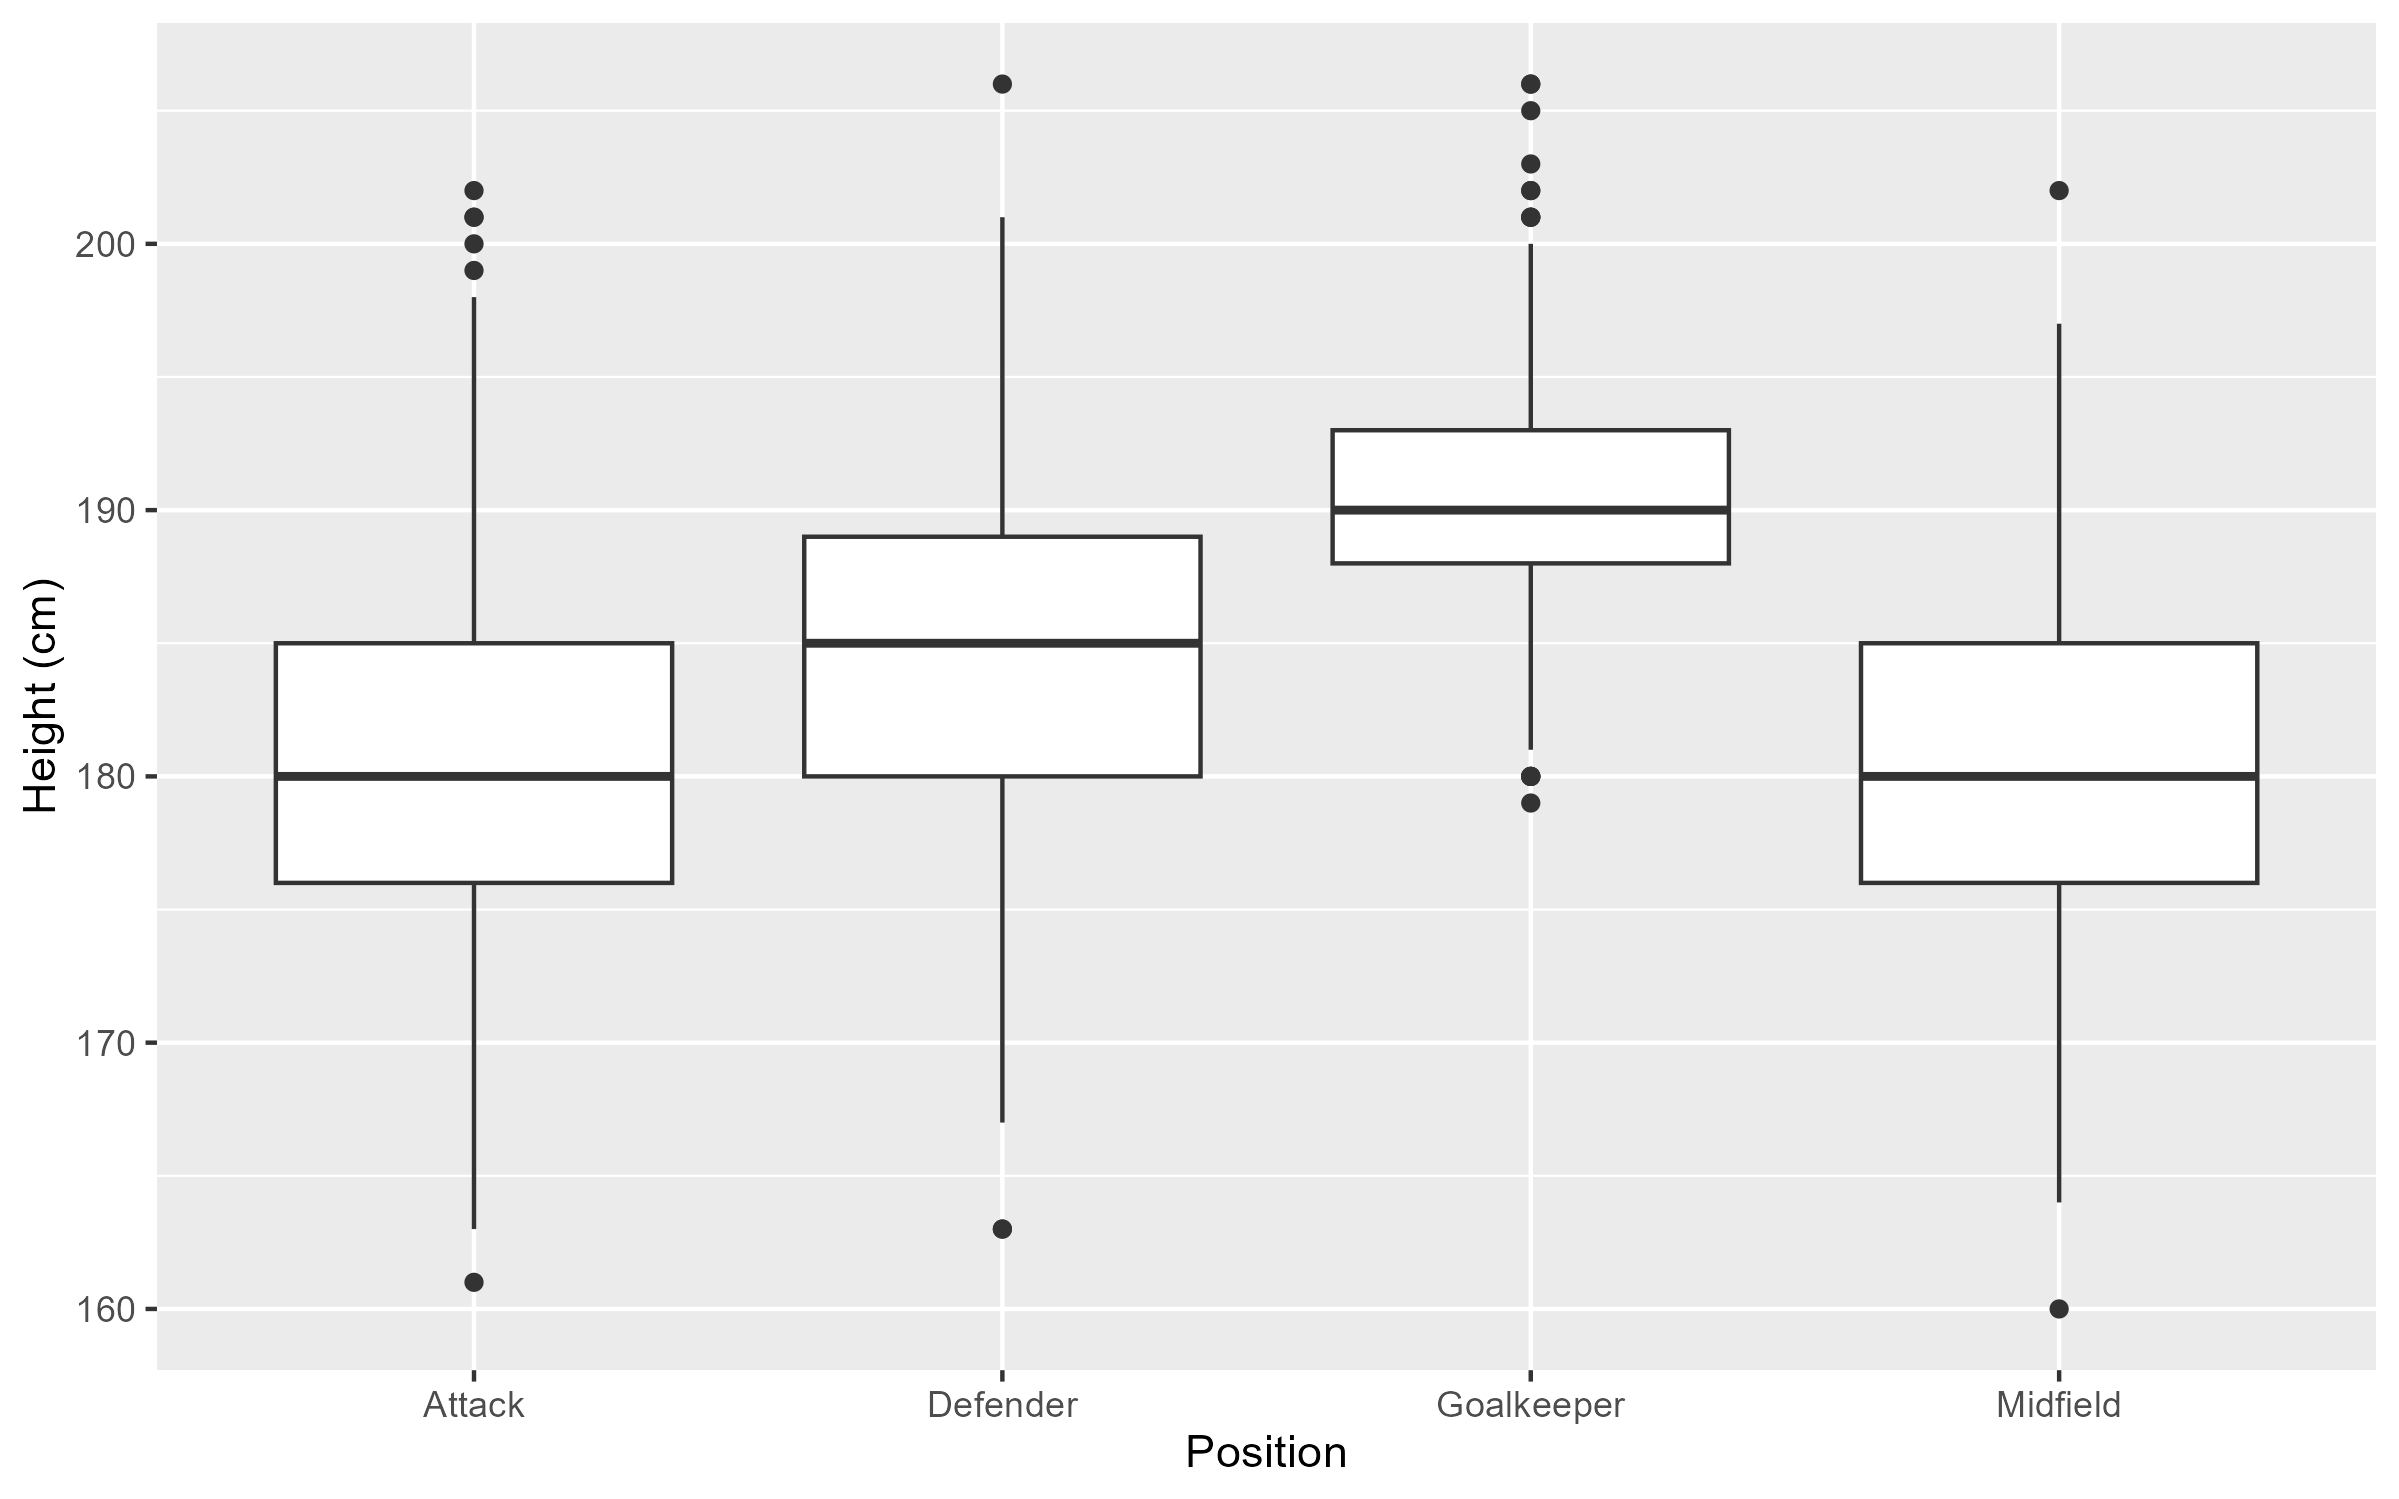 Height (cm)
200
190
180
170
160
Attack Defender Goalkeeper Midfield
Position